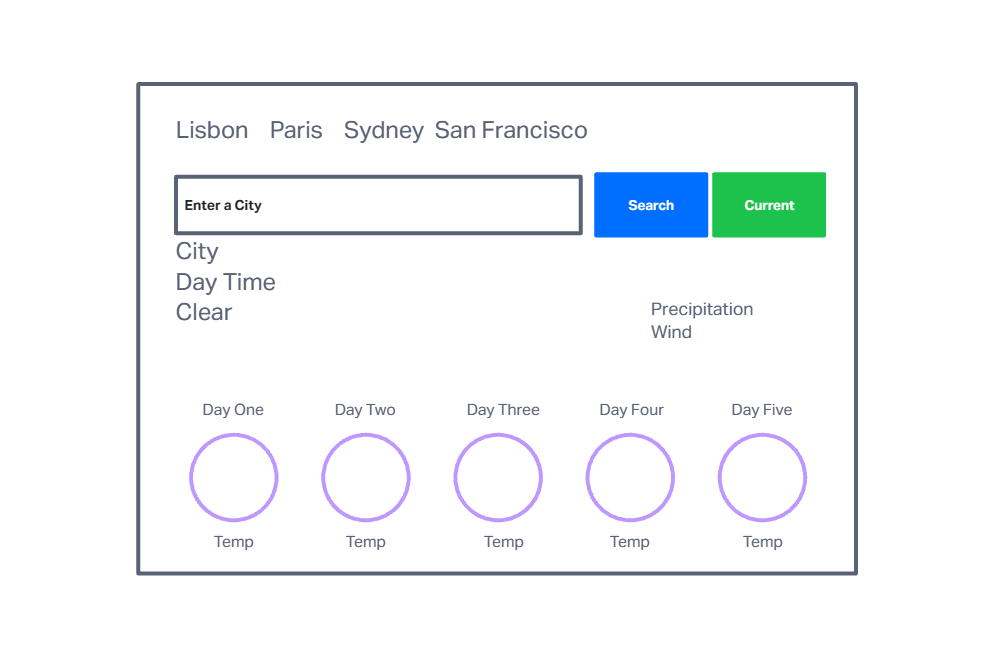 Lisbon Paris Sydney San Francisco
Enter a City Search Current
City
Day Time
Clear
Precipitation
Wind
Day One Day Two Day Three Day Four Day Five
Temp Temp Temp Temp Temp